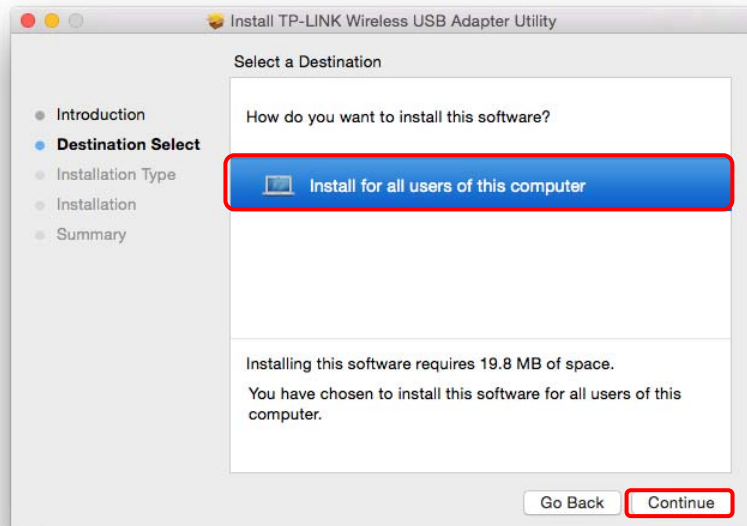 Install TP-LINK Wireless USB Adapter Utility
Select a Destination
Introduction
Destination Select
Installation Type
Installation
Summary
How do you want to install this software?
Install for all users of this computer
Installing this software requires 19.8 MB of space.
You have chosen to install this software for all users of this
computer.
Go Back
Continue